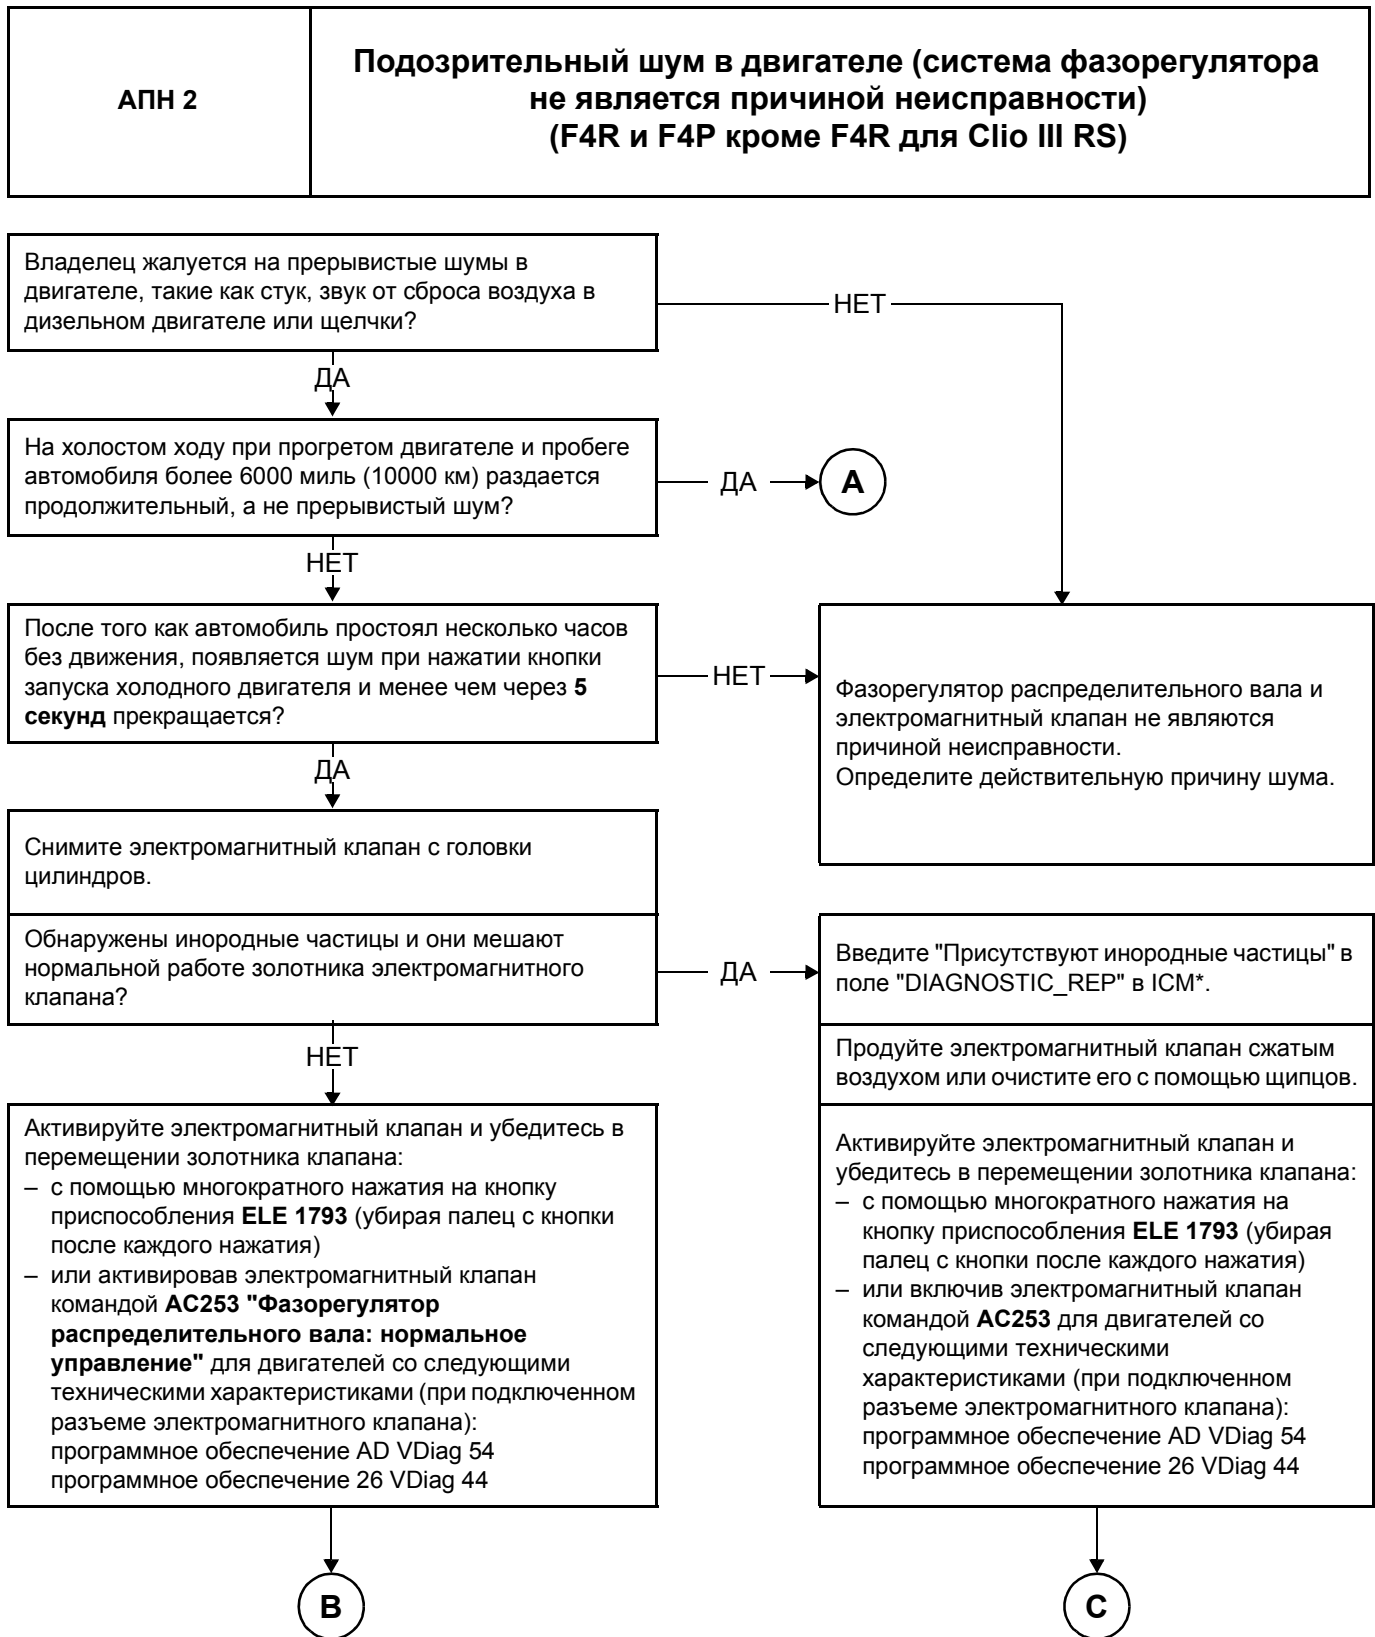 АПН 2
Подозрительный шум в двигателе (система фазорегулятора
не является причиной неисправности)
(F4R и F4P кроме F4R для Clio III RS)
Владелец жалуется на прерывистые шумы в
двигателе, такие как стук, звук от сброса воздуха в
дизельном двигателе или щелчки?
НЕТ
ДА
На холостом ходу при прогретом двигателе и пробеге
автомобиля более 6000 миль (10000 км) раздается
продолжительный, а не прерывистый шум?
ДА
A
НЕТ
После того как автомобиль простоял несколько часов
без движения, появляется шум при нажатии кнопки
запуска холодного двигателя и менее чем через 5
секунд прекращается?
НЕТ
Фазорегулятор распределительного вала и
электромагнитный клапан не являются
причиной неисправности.
Определите действительную причину шума.
ДА
Снимите электромагнитный клапан с головки
цилиндров.
Обнаружены инородные частицы и они мешают
нормальной работе золотника электромагнитного
клапана?
ДА
Введите "Присутствуют инородные частицы" в
поле "DIAGNOSTIC_REP" в ICM*.
Продуйте электромагнитный клапан сжатым
воздухом или очистите его с помощью щипцов.
НЕТ
Активируйте электромагнитный клапан и убедитесь в
перемещении золотника клапана:
– с помощью многократного нажатия на кнопку
приспособления ELE 1793 (убирая палец с кнопки
после каждого нажатия)
– или активировав электромагнитный клапан
командой AC253 "Фазорегулятор
распределительного вала: нормальное
управление" для двигателей со следующими
техническими характеристиками (при подключенном
разъеме электромагнитного клапана):
программное обеспечение AD VDiag 54
программное обеспечение 26 VDiag 44
Активируйте электромагнитный клапан и
убедитесь в перемещении золотника клапана:
– с помощью многократного нажатия на
кнопку приспособления ELE 1793 (убирая
палец с кнопки после каждого нажатия)
– или включив электромагнитный клапан
командой AC253 для двигателей со
следующими техническими
характеристиками (при подключенном
разъеме электромагнитного клапана):
программное обеспечение AD VDiag 54
программное обеспечение 26 VDiag 44
B
C